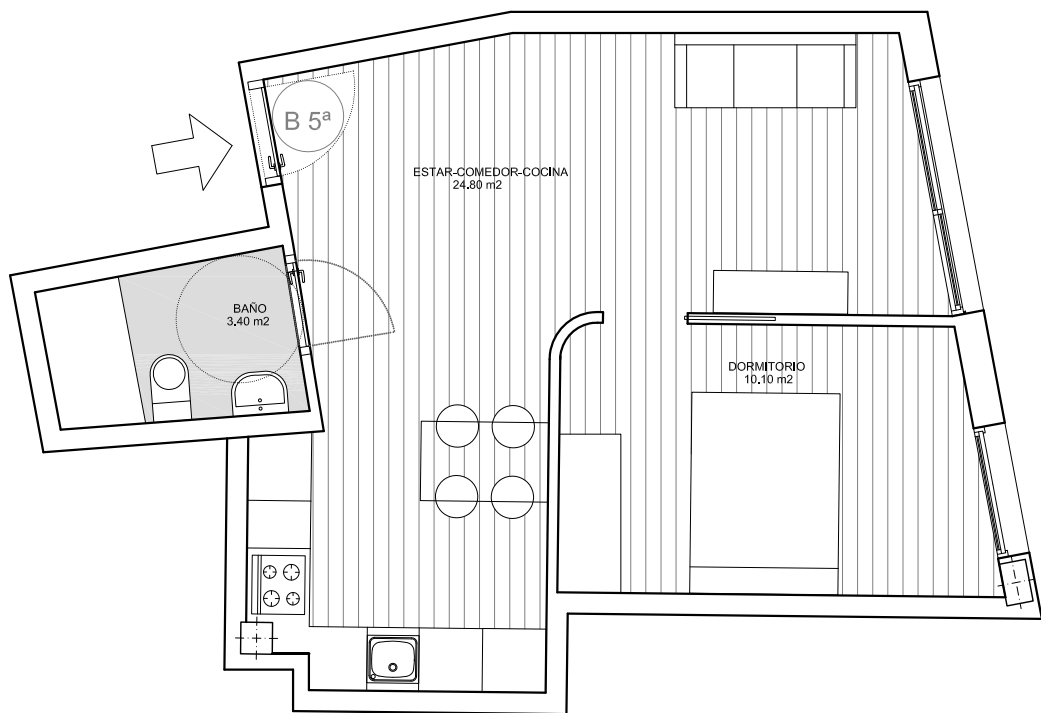 B 5ª
ESTAR-COMEDOR-COCINA
24.80 m2
BAÑO
3.40 m2
DORMITORIO
10.10 m2